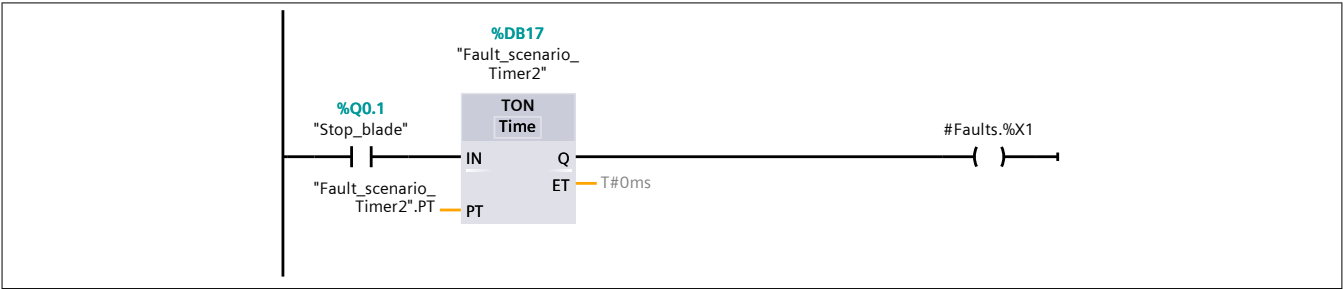 %DB17
"Fault_scenario_
Timer2"
%Q0.1
"Stop_blade"
TON
Time
#Faults.%X1
IN
Q
ET
T#0ms
"Fault_scenario_
Timer2".PT
PT